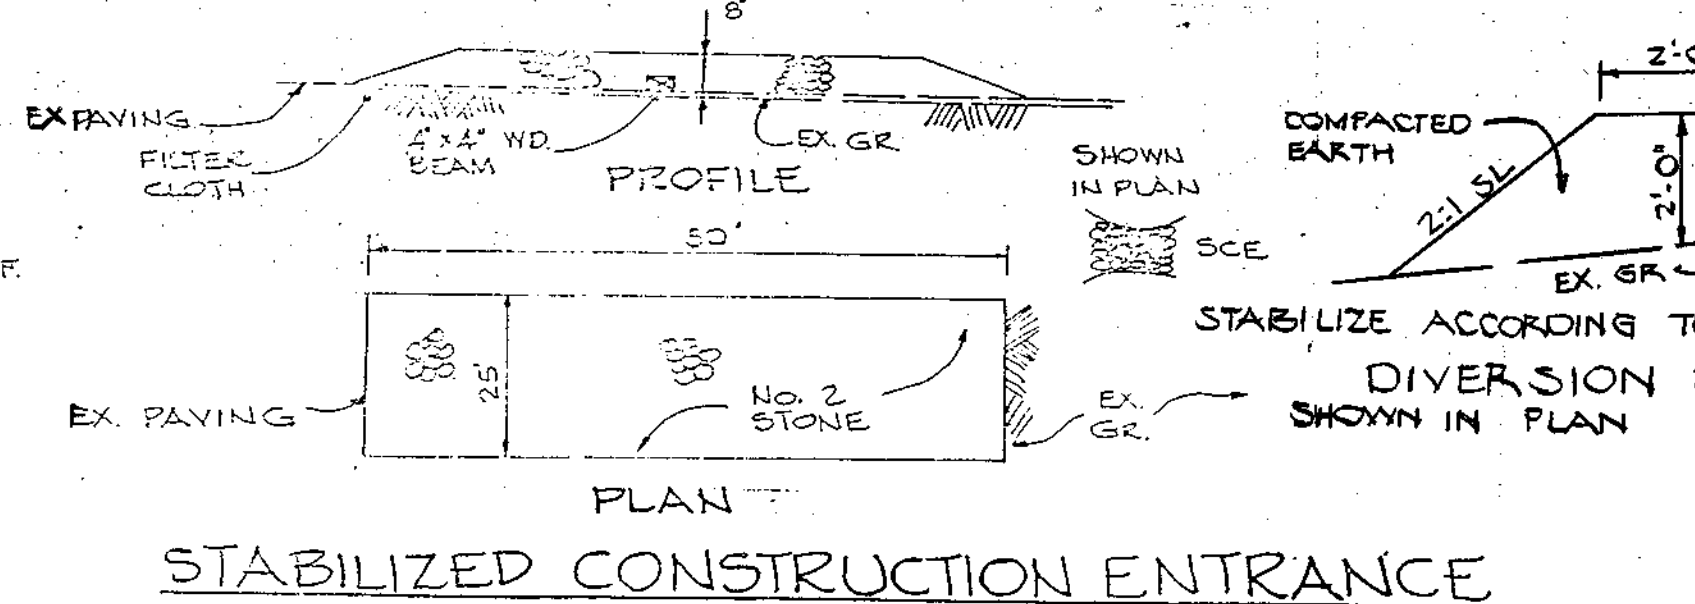 8"
EX PAVING
FILTER
CLOTH
4" x 4" WD.
BEAM
EX. GR.
PROFILE
SHOWN
IN PLAN
SCE
50'
25'
EX. PAVING
No. 2
STONE
EX.
GR.
PLAN
STABILIZED CONSTRUCTION ENTRANCE
F.
COMPACTED
EARTH
2:1 SL
2'-0"
EX. GR
STABILIZE ACCORDING
DIVERSION
SHOWN IN PLAN